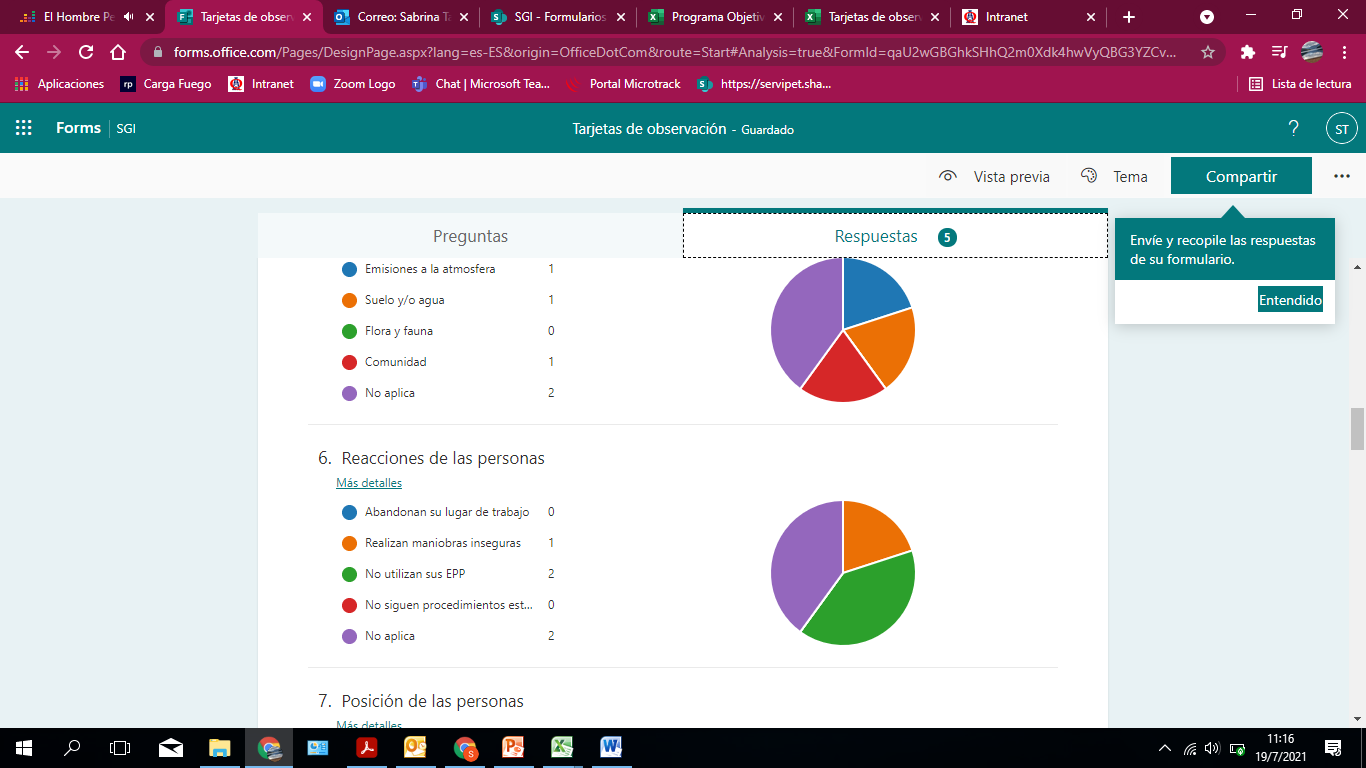 El Hombre Pe
Tarjetas de observ
Correo: Sabrina Ta
SGI - Formularios
Programa Objetiv
Tarjetas de obser
Intranet
forms.office.com/Pages/DesignPage.aspx?lang=es-ES&origin=OfficeDotCom&route=Start#Analysis=true&FormId=qaU2wGBGhkSHhQ2m0Xdk4hwVyQBG3YZCv...
Aplicaciones
rp Carga Fuego
Intranet
Zoom Logo
Chat | Microsoft Tea...
Portal Microtrack
https://servipet.sha...
Lista de lectura
Forms SGI
Tarjetas de observación - Guardado
? ST
Vista previa
Tema
Compartir
Envíe y recopile las respuestas
de su formulario.
Entendido
Preguntas
Respuestas 5
Emisiones a la atmosfera 1
Suelo y/o agua 1
Flora y fauna 0
Comunidad 1
No aplica 2
6. Reacciones de las personas
Más detalles
Abandonan su lugar de trabajo 0
Realizan maniobras inseguras 1
No utilizan sus EPP 2
No siguen procedimientos est... 0
No aplica 2
7. Posición de las personas
Más detalles
11:16
19/7/2021